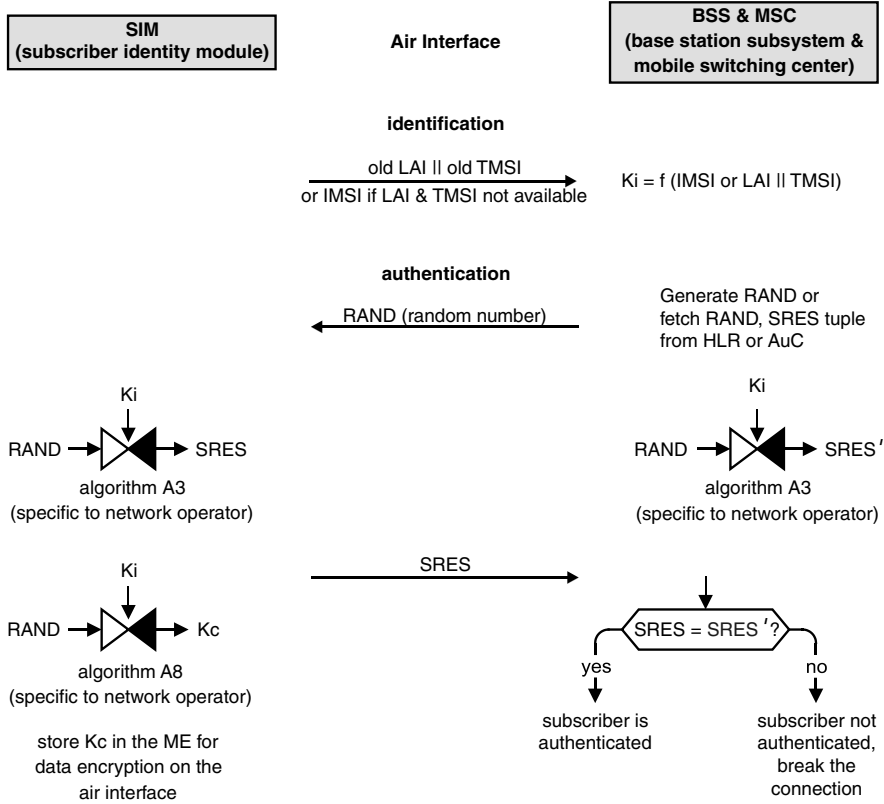 SIM
(subscriber identity module)
Air Interface
BSS & MSC
(base station subsystem &
mobile switching center)
identification
old LAI || old TMSI
or IMSI if LAI & TMSI not available
Ki = f (IMSI or LAI || TMSI)
authentication
RAND (random number)
Generate RAND or
fetch RAND, SRES tuple
from HLR or AuC
Ki
RAND
SRES
algorithm A3
(specific to network operator)
Ki
RAND
SRES'
algorithm A3
(specific to network operator)
SRES
Ki
RAND
Kc
algorithm A8
(specific to network operator)
store Kc in the ME for
data encryption on the
air interface
SRES = SRES'?
yes
no
subscriber is
authenticated
subscriber not
authenticated,
break the
connection